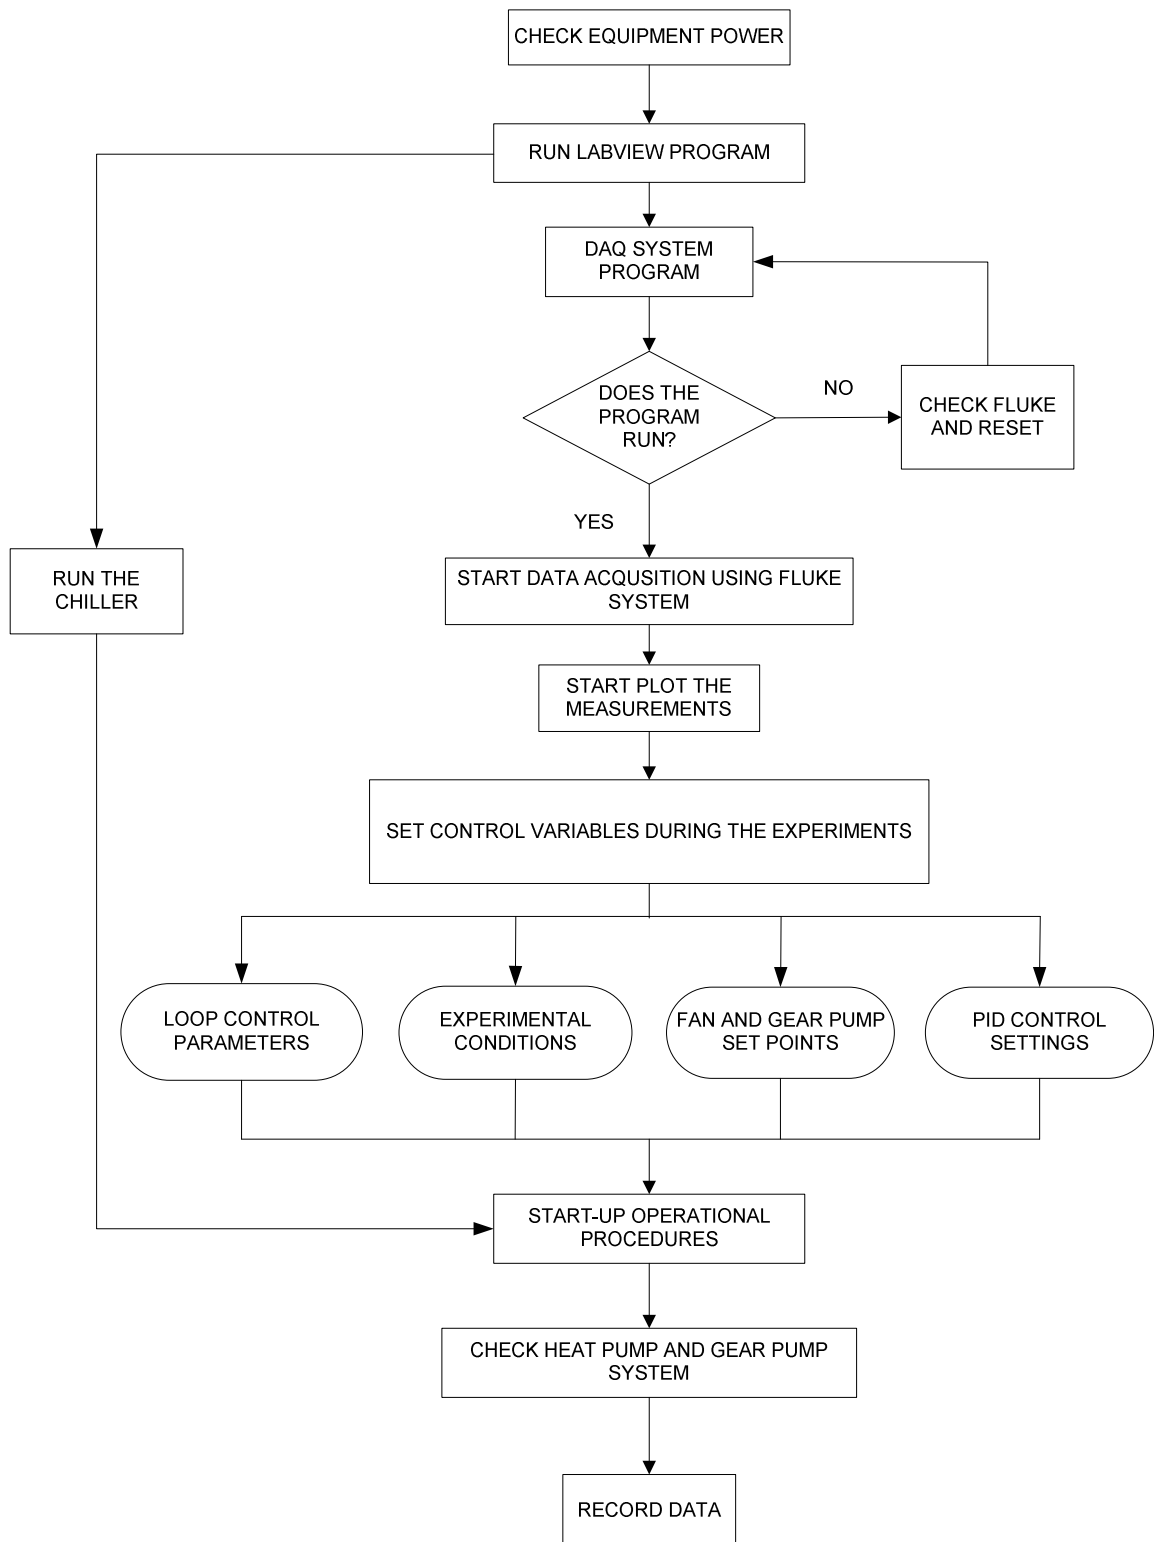 CHECK EQUIPMENT POWER
RUN LABVIEW PROGRAM
DAQ SYSTEM
PROGRAM
DOES THE
PROGRAM
RUN?
NO
CHECK FLUKE
AND RESET
YES
RUN THE
CHILLER
START DATA ACQUSITION USING FLUKE
SYSTEM
START PLOT THE
MEASUREMENTS
SET CONTROL VARIABLES DURING THE EXPERIMENTS
LOOP CONTROL
PARAMETERS
EXPERIMENTAL
CONDITIONS
FAN AND GEAR PUMP
SET POINTS
PID CONTROL
SETTINGS
START-UP OPERATIONAL
PROCEDURES
CHECK HEAT PUMP AND GEAR PUMP
SYSTEM
RECORD DATA